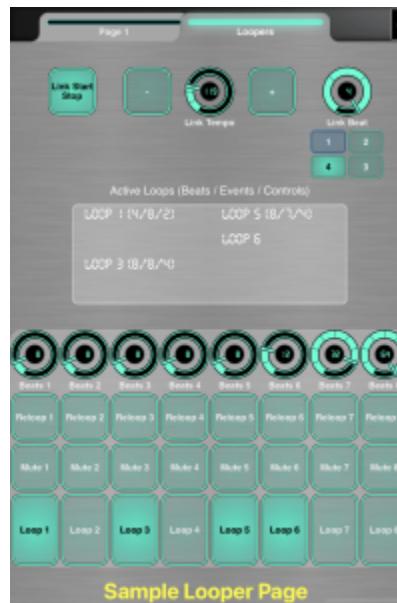 Page 1 Loopers
Link Start
Stop
-
115
+
Link Tempo
Link Beat
1 2
4 3
Active Loops (Beats / Events / Controls)
LOOP 1 (4/8/2) LOOP 5 (8/7/4)
LOOP 6
LOOP 3 (8/8/4)
Beats 1 Beats 2 Beats 3 Beats 4 Beats 5 Beats 6 Beats 7 Beats
Reloop 1 Reloop 2 Reloop 3 Reloop 4 Reloop 5 Reloop 6 Reloop 7 Reloop
Mute 1 Mute 2 Mute 3 Mute 4 Mute 5 Mute 6 Mute 7 Mute
Loop 1 Loop 2 Loop 3 Loop 4 Loop 5 Loop 6 Loop 7 Loop
Sample Looper Page